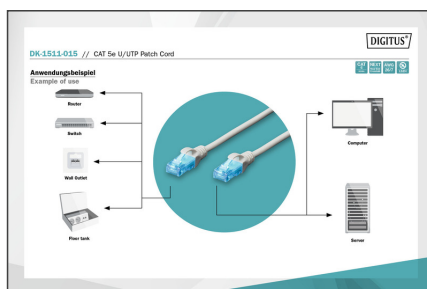 DIGITUS®
DK-1511-015 // CAT 5e U/UTP Patch Cord
Anwendungsbeispiel
Example of use
Router
Switch
Wall Outlet
Floor tank
Computer
Server